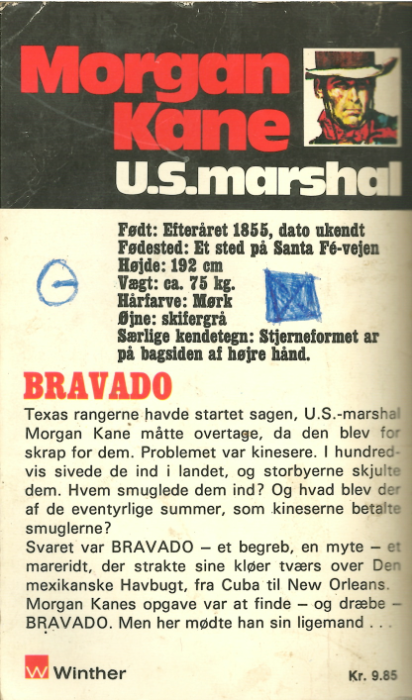 Morgan
Kane
U.S.marshal
Født: Efteråret 1855, dato ukendt
Fødested: Et sted på Santa Fé-vejen
Højde: 192 cm
Vægt: ca. 75 kg.
Hårfarve: Mørk
Øjne: skifergrå
Særlige kendetegn: Stjerneformet ar
på bagsiden af højre hånd.
BRAVADO
Texas rangerne havde startet sagen, U.S.-marshal
Morgan Kane måtte overtage, da den blev for
skrap for dem. Problemet var kinesere. I hundred-
vis sivede de ind i landet, og storbyerne skjulte
dem. Hvem smuglede dem ind? Og hvad blev der
af de eventyrlige summer, som kineserne betalte
smuglerne?
Svaret var BRAVADO – et begreb, en myte – et
mareridt, der strakte sine kløer tværs over Den
mexikanske Havbugt, fra Cuba til New Orleans.
Morgan Kanes opgave var at finde – og dræbe –
BRAVADO. Men her mødte han sin ligemand . . .
w Winther
Kr. 9.85